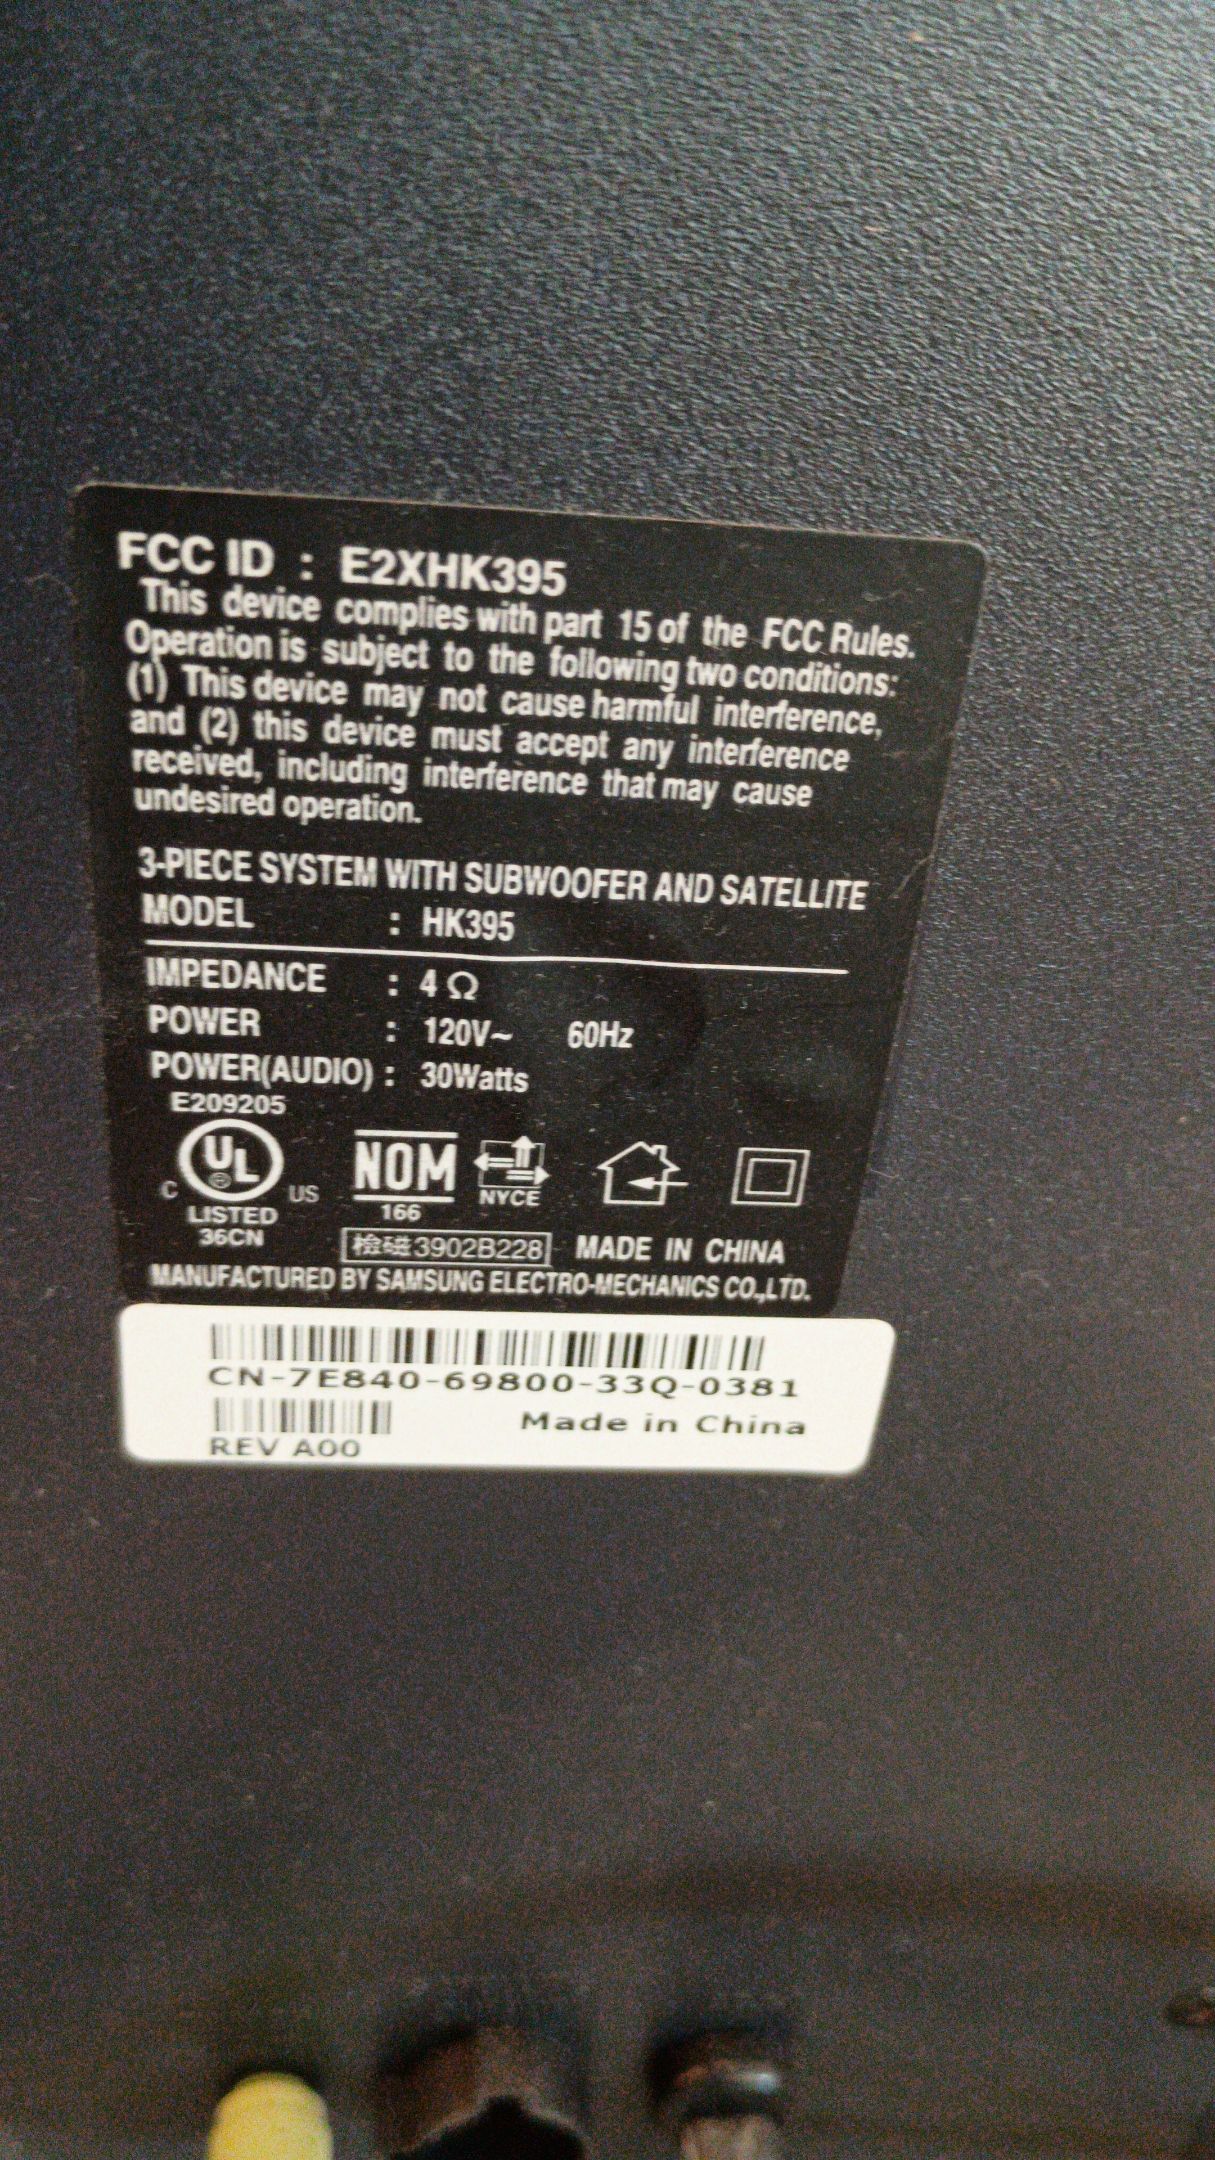 FCC ID : E2XHK395
This device complies with part 15 of the FCC Rules.
Operation is subject to the following two conditions:
(1) This device may not cause harmful interference,
and (2) this device must accept any interference
received, including interference that may cause
undesired operation.
3-PIECE SYSTEM WITH SUBWOOFER AND SATELLITE
MODEL : HK395
IMPEDANCE : 4 Ω
POWER : 120V~ 60Hz
POWER(AUDIO) : 30Watts
E209205
C UL US
LISTED
36CN
NOM
166
NYCE
檢磁3902B228
MADE IN CHINA
MANUFACTURED BY SAMSUNG ELECTRO-MECHANICS CO.,LTD.
CN-7E840-69800-33Q-0381
Made in China
REV A00